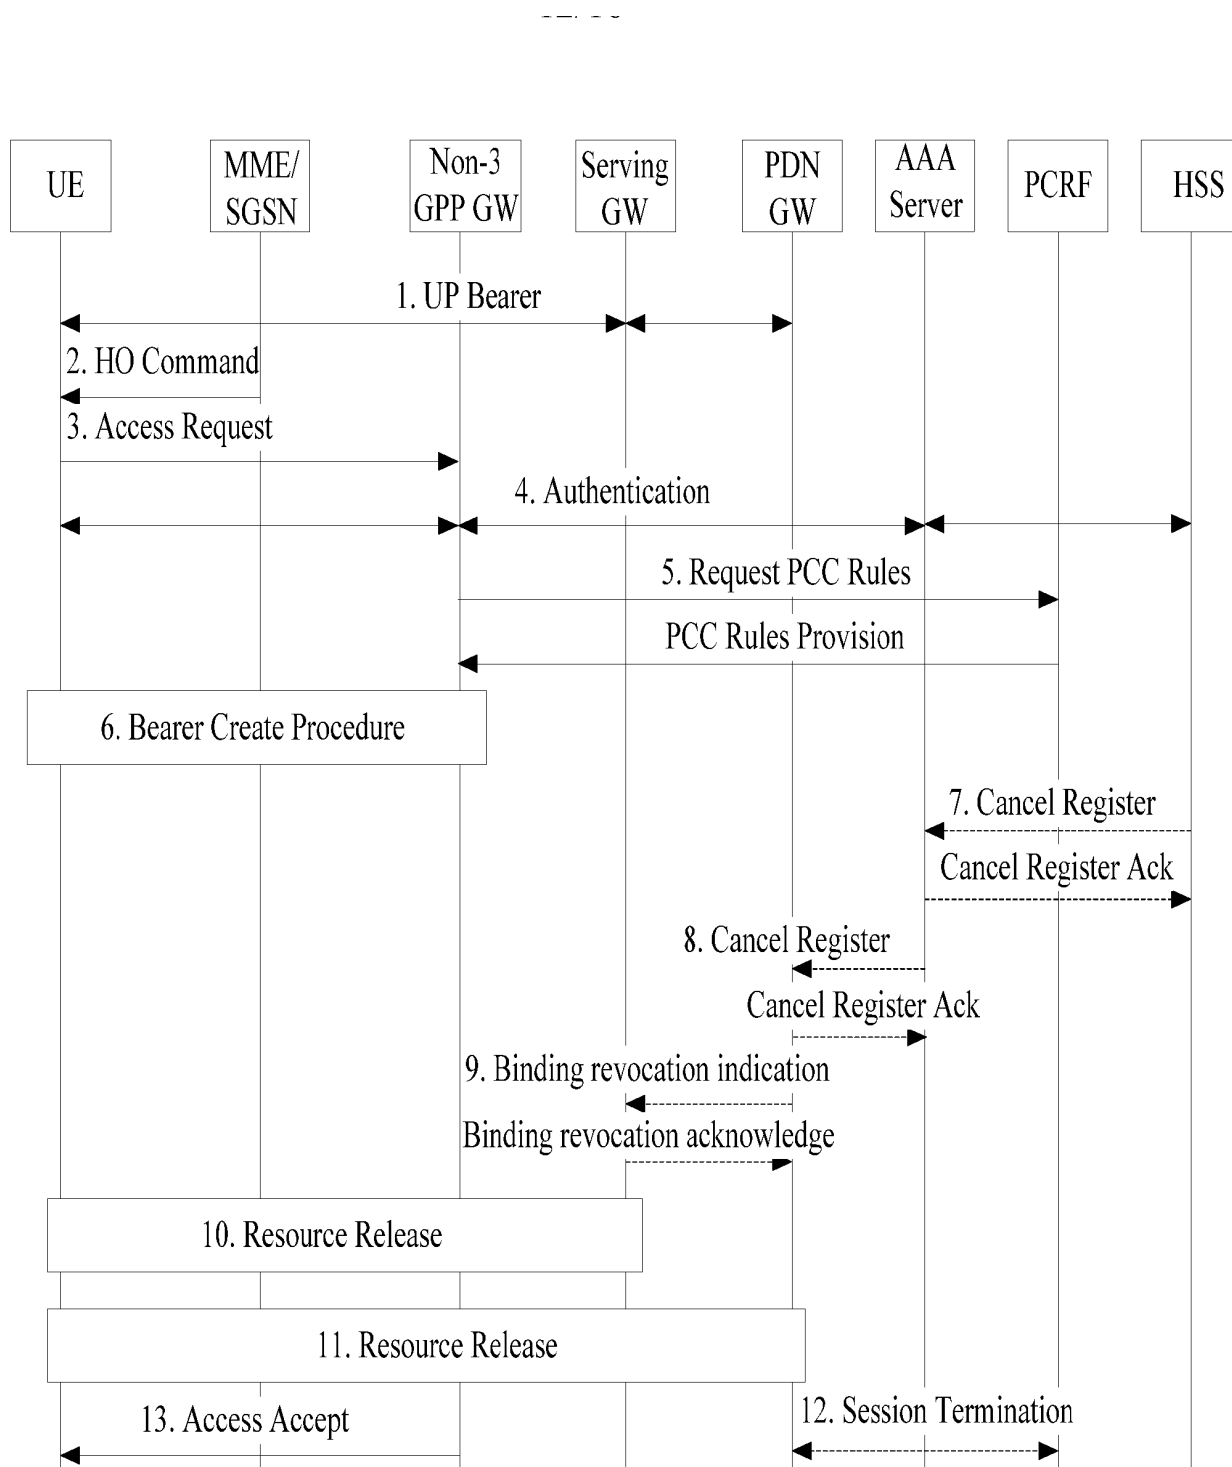 UE
MME/
SGSN
Non-3
GPP GW
Serving
GW
PDN
GW
AAA
Server
PCRF
HSS
1. UP Bearer
2. HO Command
3. Access Request
4. Authentication
5. Request PCC Rules
PCC Rules Provision
6. Bearer Create Procedure
7. Cancel Register
Cancel Register Ack
8. Cancel Register
Cancel Register Ack
9. Binding revocation indication
Binding revocation acknowledge
10. Resource Release
11. Resource Release
12. Session Termination
13. Access Accept